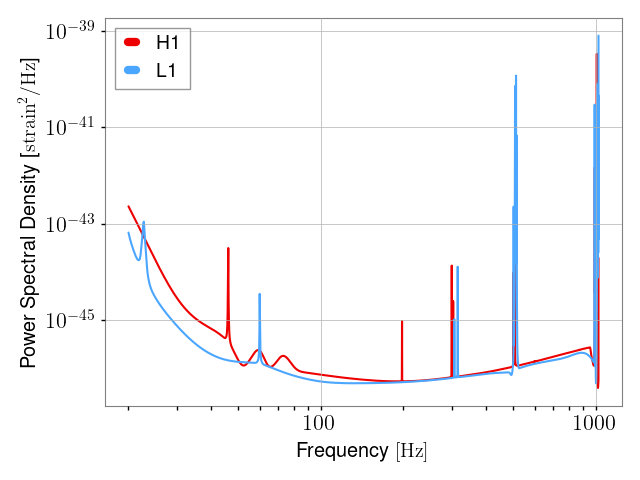 10⁻³⁹
10⁻⁴¹
10⁻⁴³
10⁻⁴⁵
Power Spectral Density [strain²/Hz]
H1
L1
100
1000
Frequency [Hz]